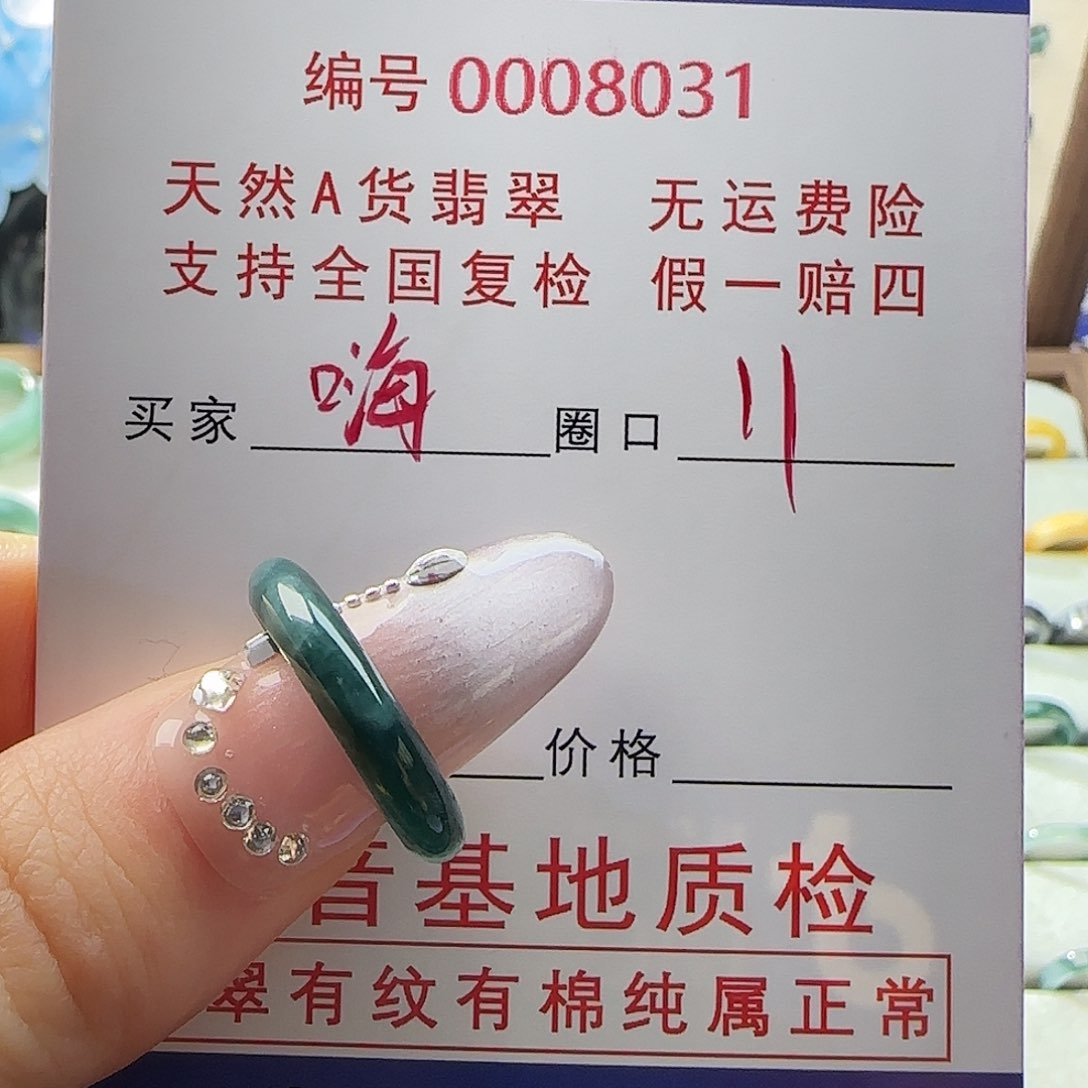 编号 0008031
天然A货翡翠 无运费险
支持全国复检 假一赔四
买家 嗨 圈口 11
价格
音基地质检
翠有纹有棉纯属正常